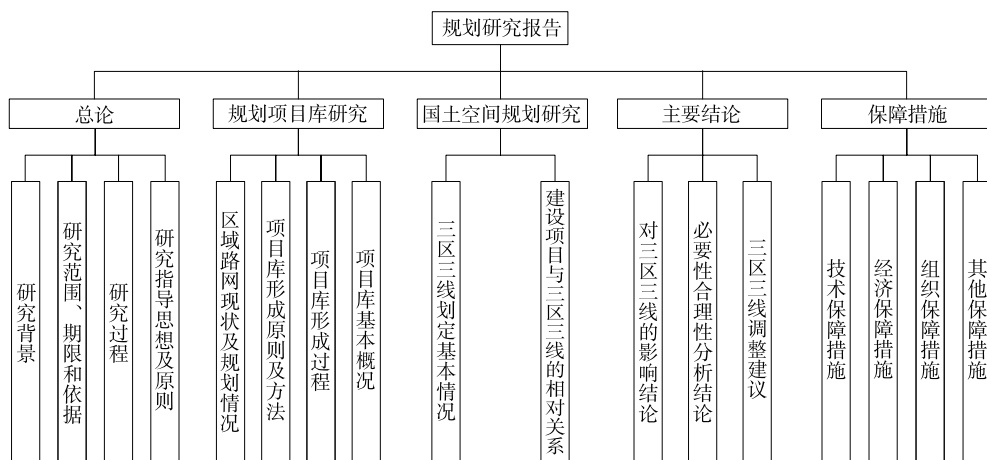 规划研究报告
总论
规划项目库研究
国土空间规划研究
主要结论
保障措施
研究背景
研究范围、期限和依据
研究过程
研究指导思想及原则
区域路网现状及规划情况
项目库形成原则及方法
项目库形成过程
项目库基本概况
三区三线划定基本情况
建设项目与三区三线的相对关系
对三区三线的影响结论
必要性合理性分析结论
三区三线调整建议
技术保障措施
经济保障措施
组织保障措施
其他保障措施